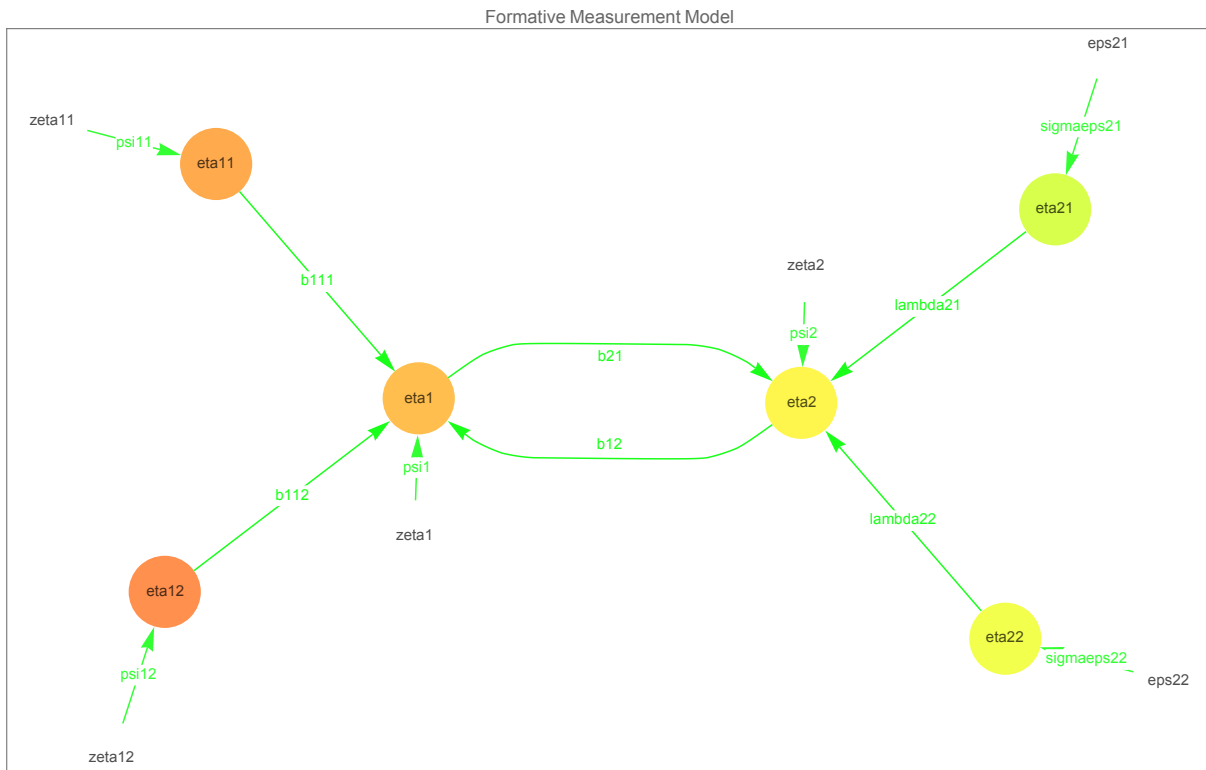 Formative Measurement Model
eps21
zeta11
sigmaeps21
psi11
eta11
eta21
zeta2
b111
lambda21
psi2
b21
eta1
eta2
b12
psi1
b112
lambda22
zeta1
eta12
eta22
sigmaeps22
psi12
eps22
zeta12